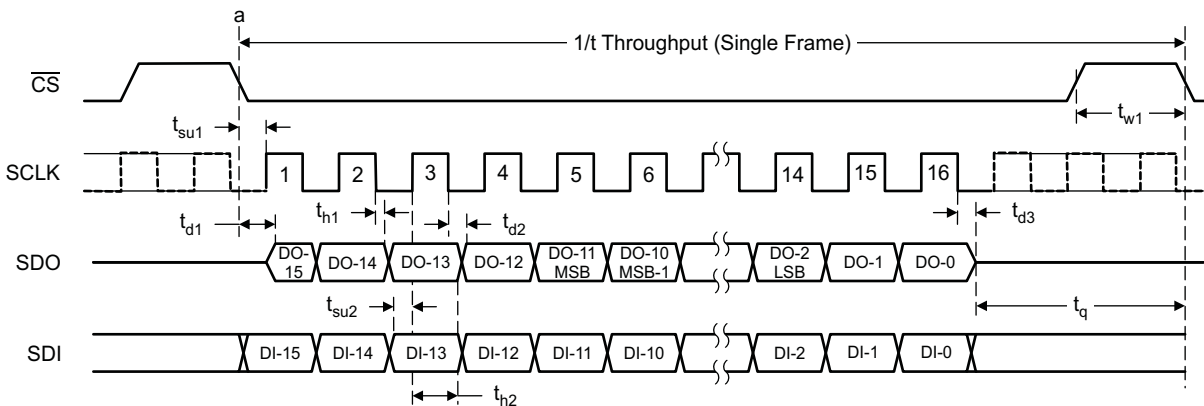 a
1/t Throughput (Single Frame)
CS
t_w1
t_su1
SCLK
1 2 3 4 5 6 14 15 16
t_d1
t_h1
t_d2
t_d3
SDO
DO-15 DO-14 DO-13 DO-12 DO-11 MSB DO-10 MSB-1 DO-2 LSB DO-1 DO-0
t_su2
t_q
SDI
DI-15 DI-14 DI-13 DI-12 DI-11 DI-10 DI-2 DI-1 DI-0
t_h2